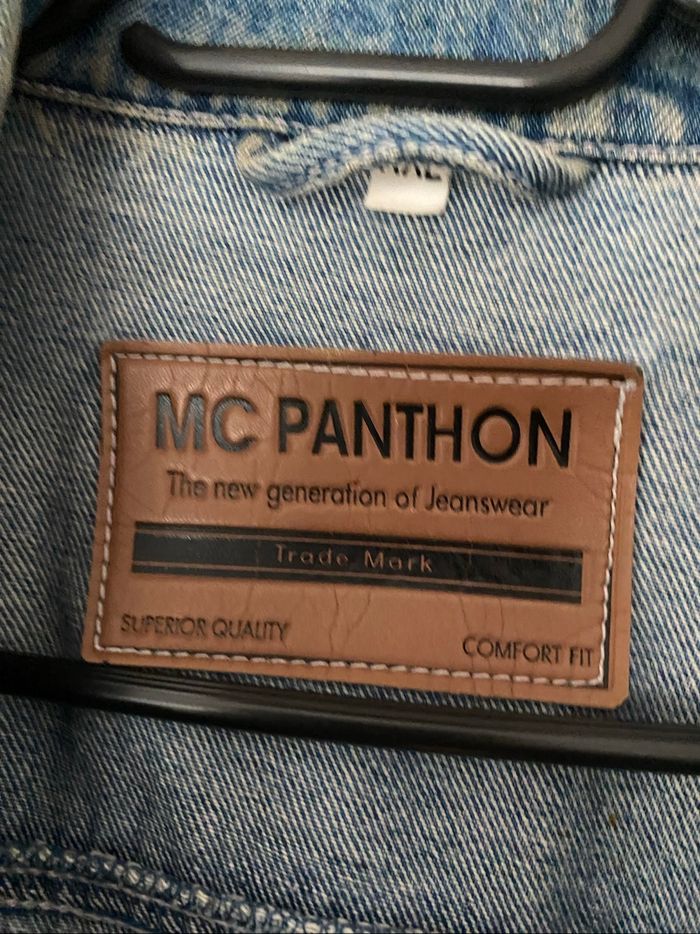 MC PANTHON
The new generation of Jeanswear
Trade Mark
SUPERIOR QUALITY
COMFORT FIT